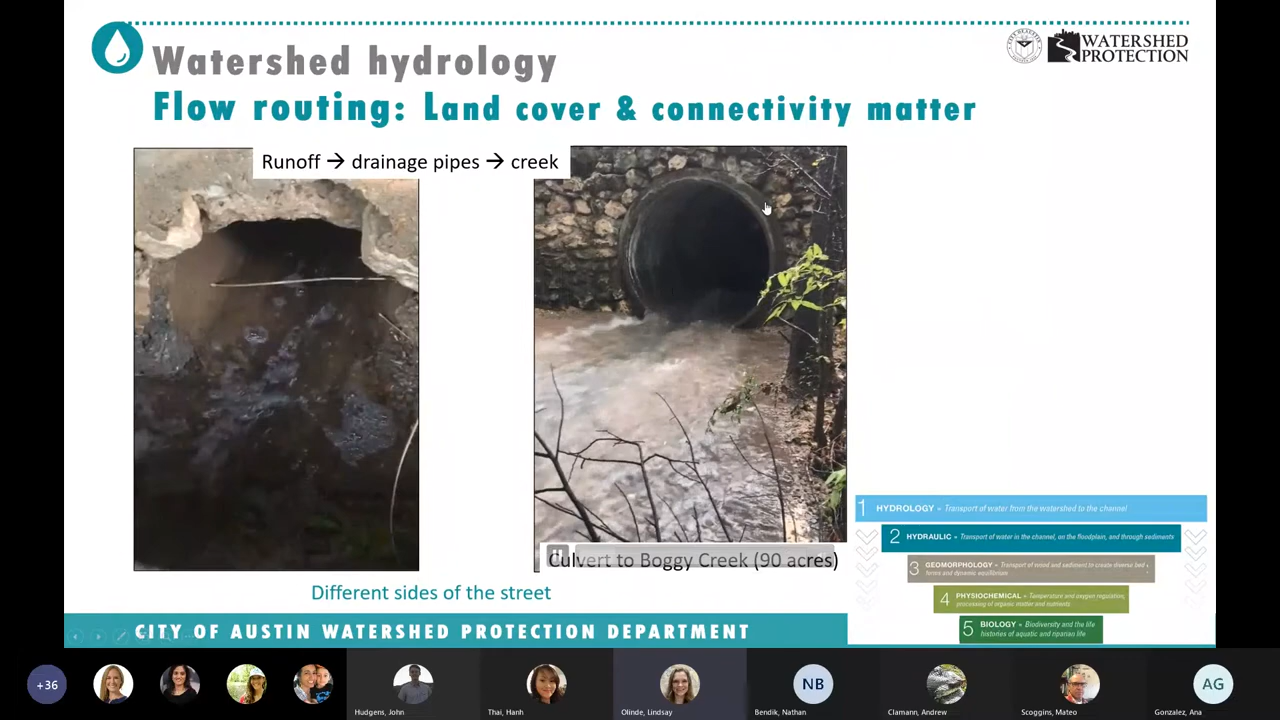 Watershed hydrology
WATERSHED
PROTECTION
Flow routing: Land cover & connectivity matter
Runoff → drainage pipes → creek
Culvert to Boggy Creek (90 acres)
Different sides of the street
1 HYDROLOGY » Transport of water from the watershed to the channel
2 HYDRAULIC » Transport of water in the channel, on the floodplain, and through sediments
3 GEOMORPHOLOGY » Transport of wood and sediment to create diverse bed
forms and dynamic equilibrium
4 PHYSIOCHEMICAL » Temperature and oxygen regulation;
processing of organic matter and nutrients
5 BIOLOGY » Biodiversity and the life
histories of aquatic and riparian life
CITY OF AUSTIN WATERSHED PROTECTION DEPARTMENT
+36
NB
AG
Hudgens, John
Thai, Hanh
Olinde, Lindsay
Bendik, Nathan
Clamann, Andrew
Scoggins, Mateo
Gonzalez, Ana